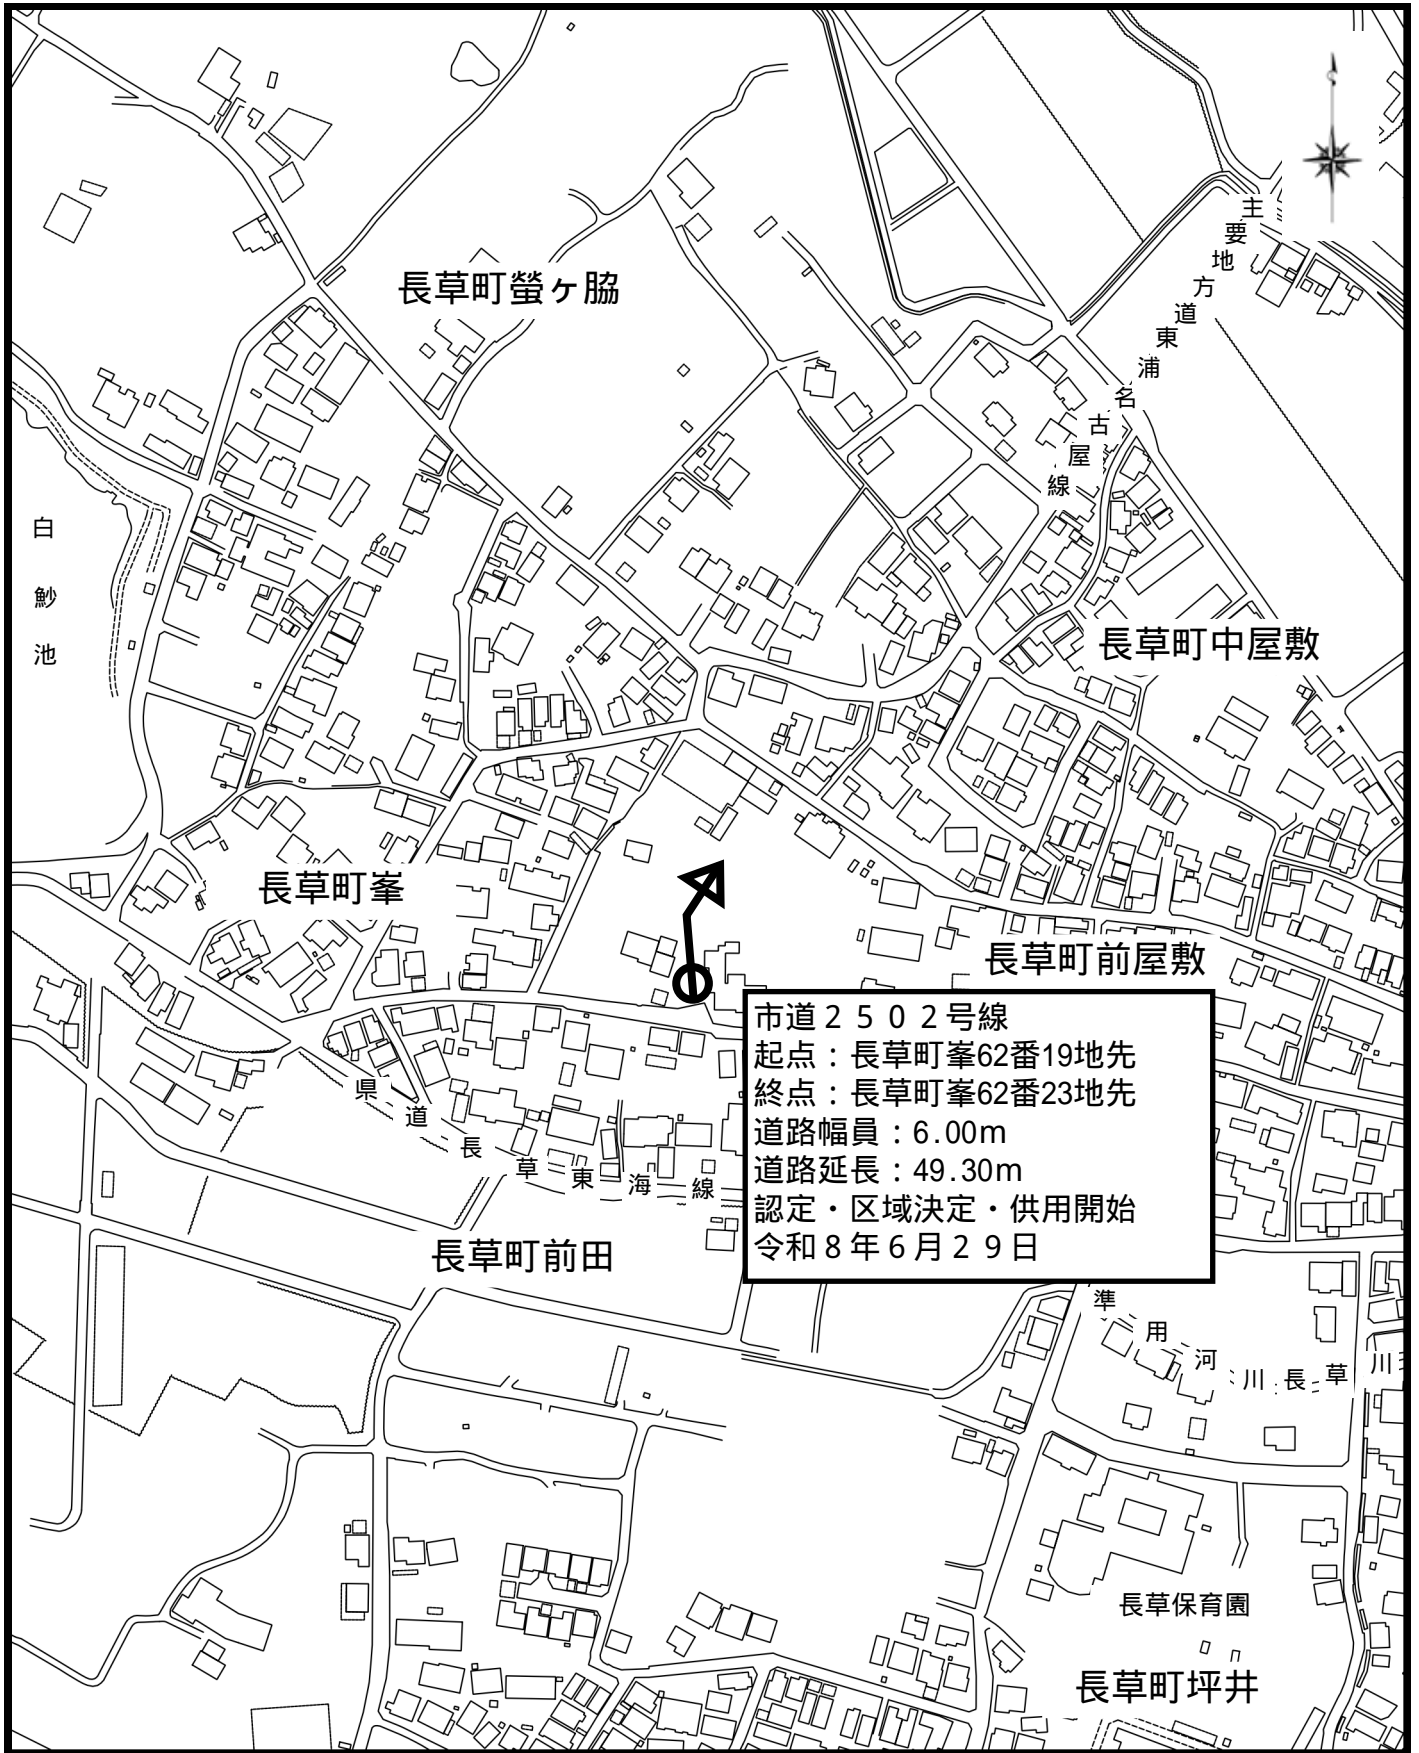 主要地方道東浦名古屋線
長草町螢ヶ脇
白鯋池
長草町中屋敷
長草町峯
長草町前屋敷
市道２５０２号線
起点：長草町峯62番19地先
終点：長草町峯62番23地先
道路幅員：6.00m
道路延長：49.30m
認定・区域決定・供用開始
令和８年６月２９日
県道長草東海線
長草町前田
準用河川長草川
長草保育園
長草町坪井